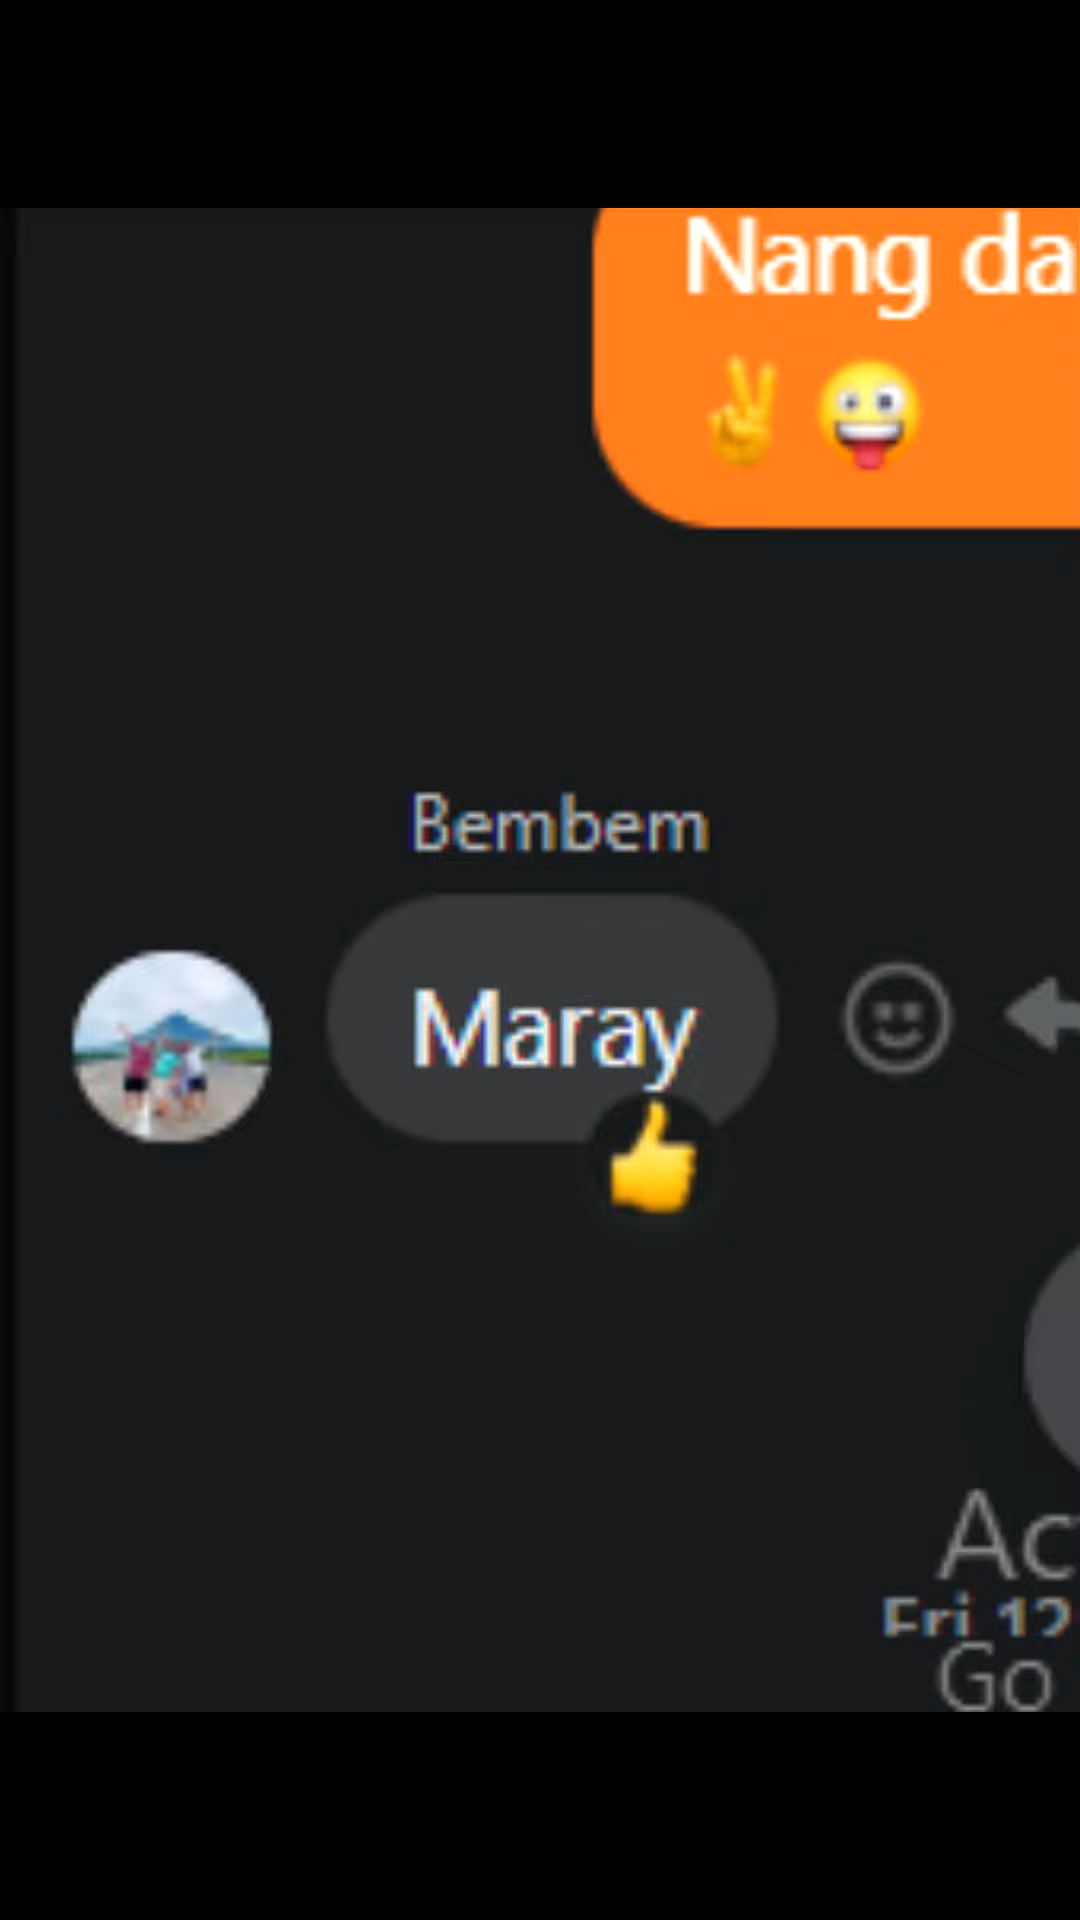 Nang da
✌️ 🤪
Bembem
Maray
👍
Ac
Fri 12
Go